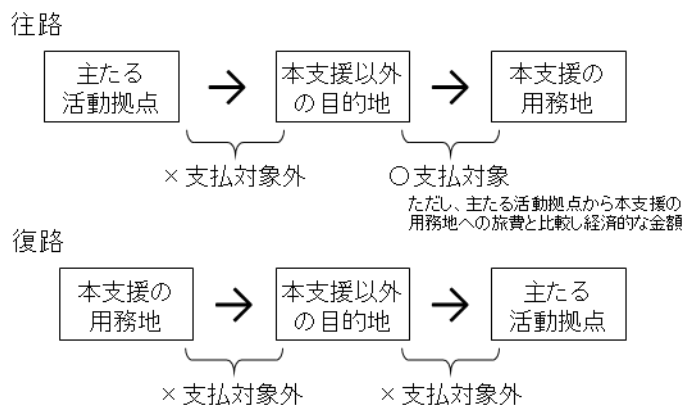 往路
主たる
活動拠点
→
本支援以外
の目的地
→
本支援の
用務地
×支払対象外
○支払対象
ただし、主たる活動拠点から本支援の
用務地への旅費と比較し経済的な金額
復路
本支援の
用務地
→
本支援以外
の目的地
→
主たる
活動拠点
×支払対象外
×支払対象外